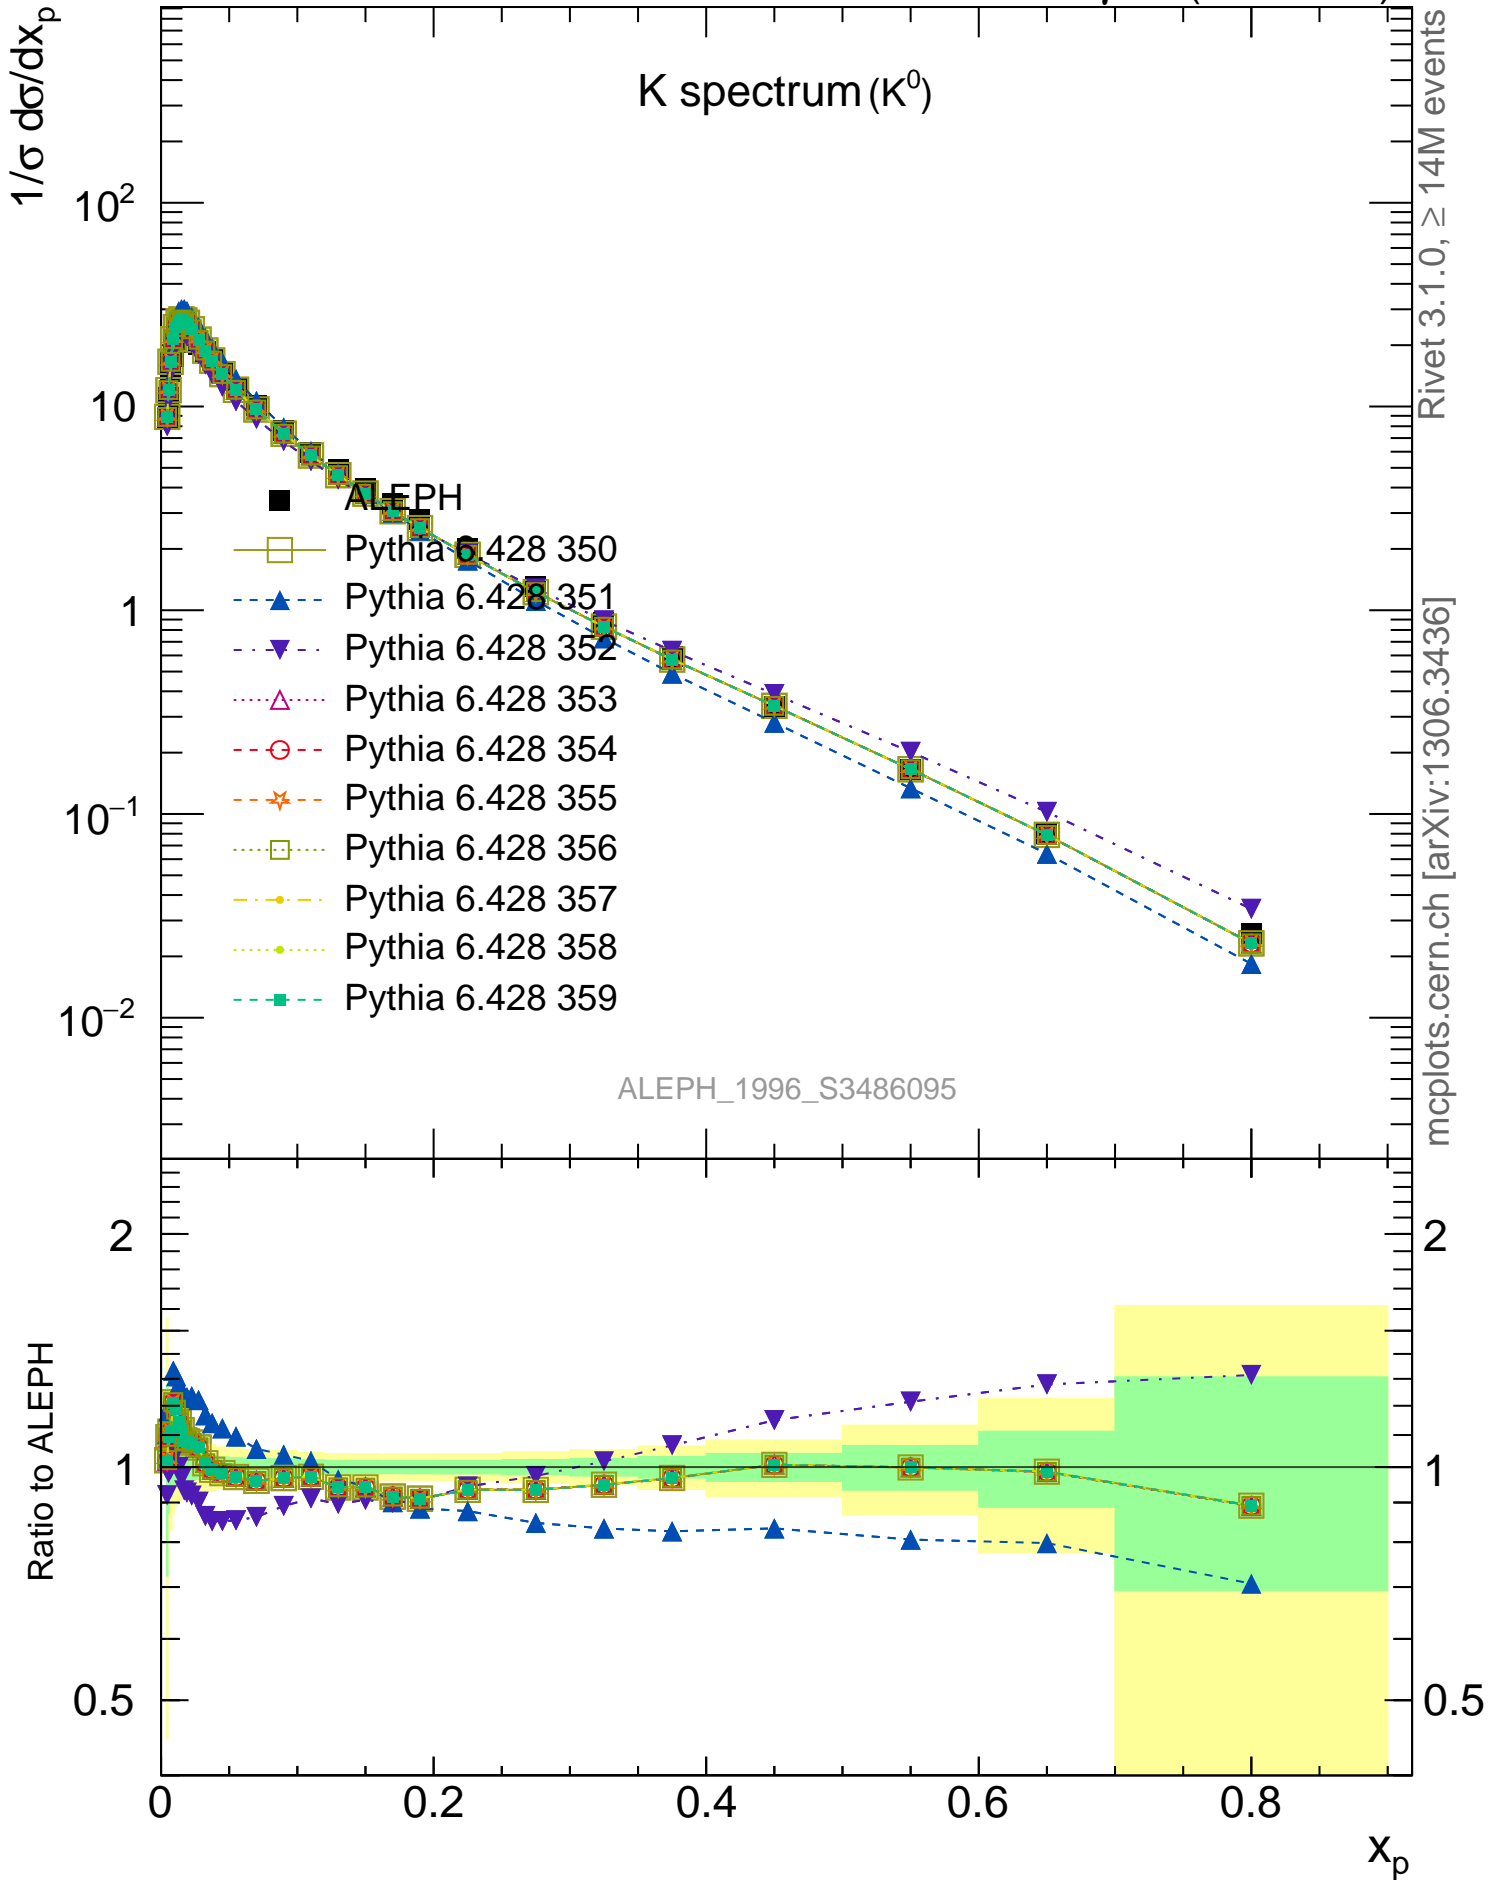 1/σ dσ/dx_p
K spectrum (K⁰)
10²
10
1
10⁻¹
10⁻²
ALEPH
Pythia 6.428 350
Pythia 6.428 351
Pythia 6.428 352
Pythia 6.428 353
Pythia 6.428 354
Pythia 6.428 355
Pythia 6.428 356
Pythia 6.428 357
Pythia 6.428 358
Pythia 6.428 359
ALEPH_1996_S3486095
Rivet 3.1.0, ≥ 14M events
mcplots.cern.ch [arXiv:1306.3436]
Ratio to ALEPH
2
1
0.5
2
1
0.5
0
0.2
0.4
0.6
0.8
x_p